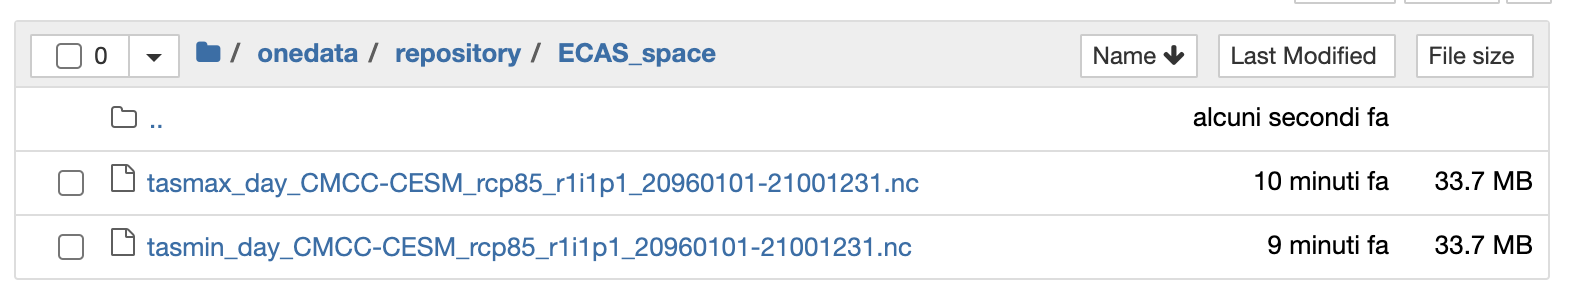 0 / onedata / repository / ECAS_space Name Last Modified File size
.. alcuni secondi fa
tasmax_day_CMCC-CESM_rcp85_r1i1p1_20960101-21001231.nc 10 minuti fa 33.7 MB
tasmin_day_CMCC-CESM_rcp85_r1i1p1_20960101-21001231.nc 9 minuti fa 33.7 MB